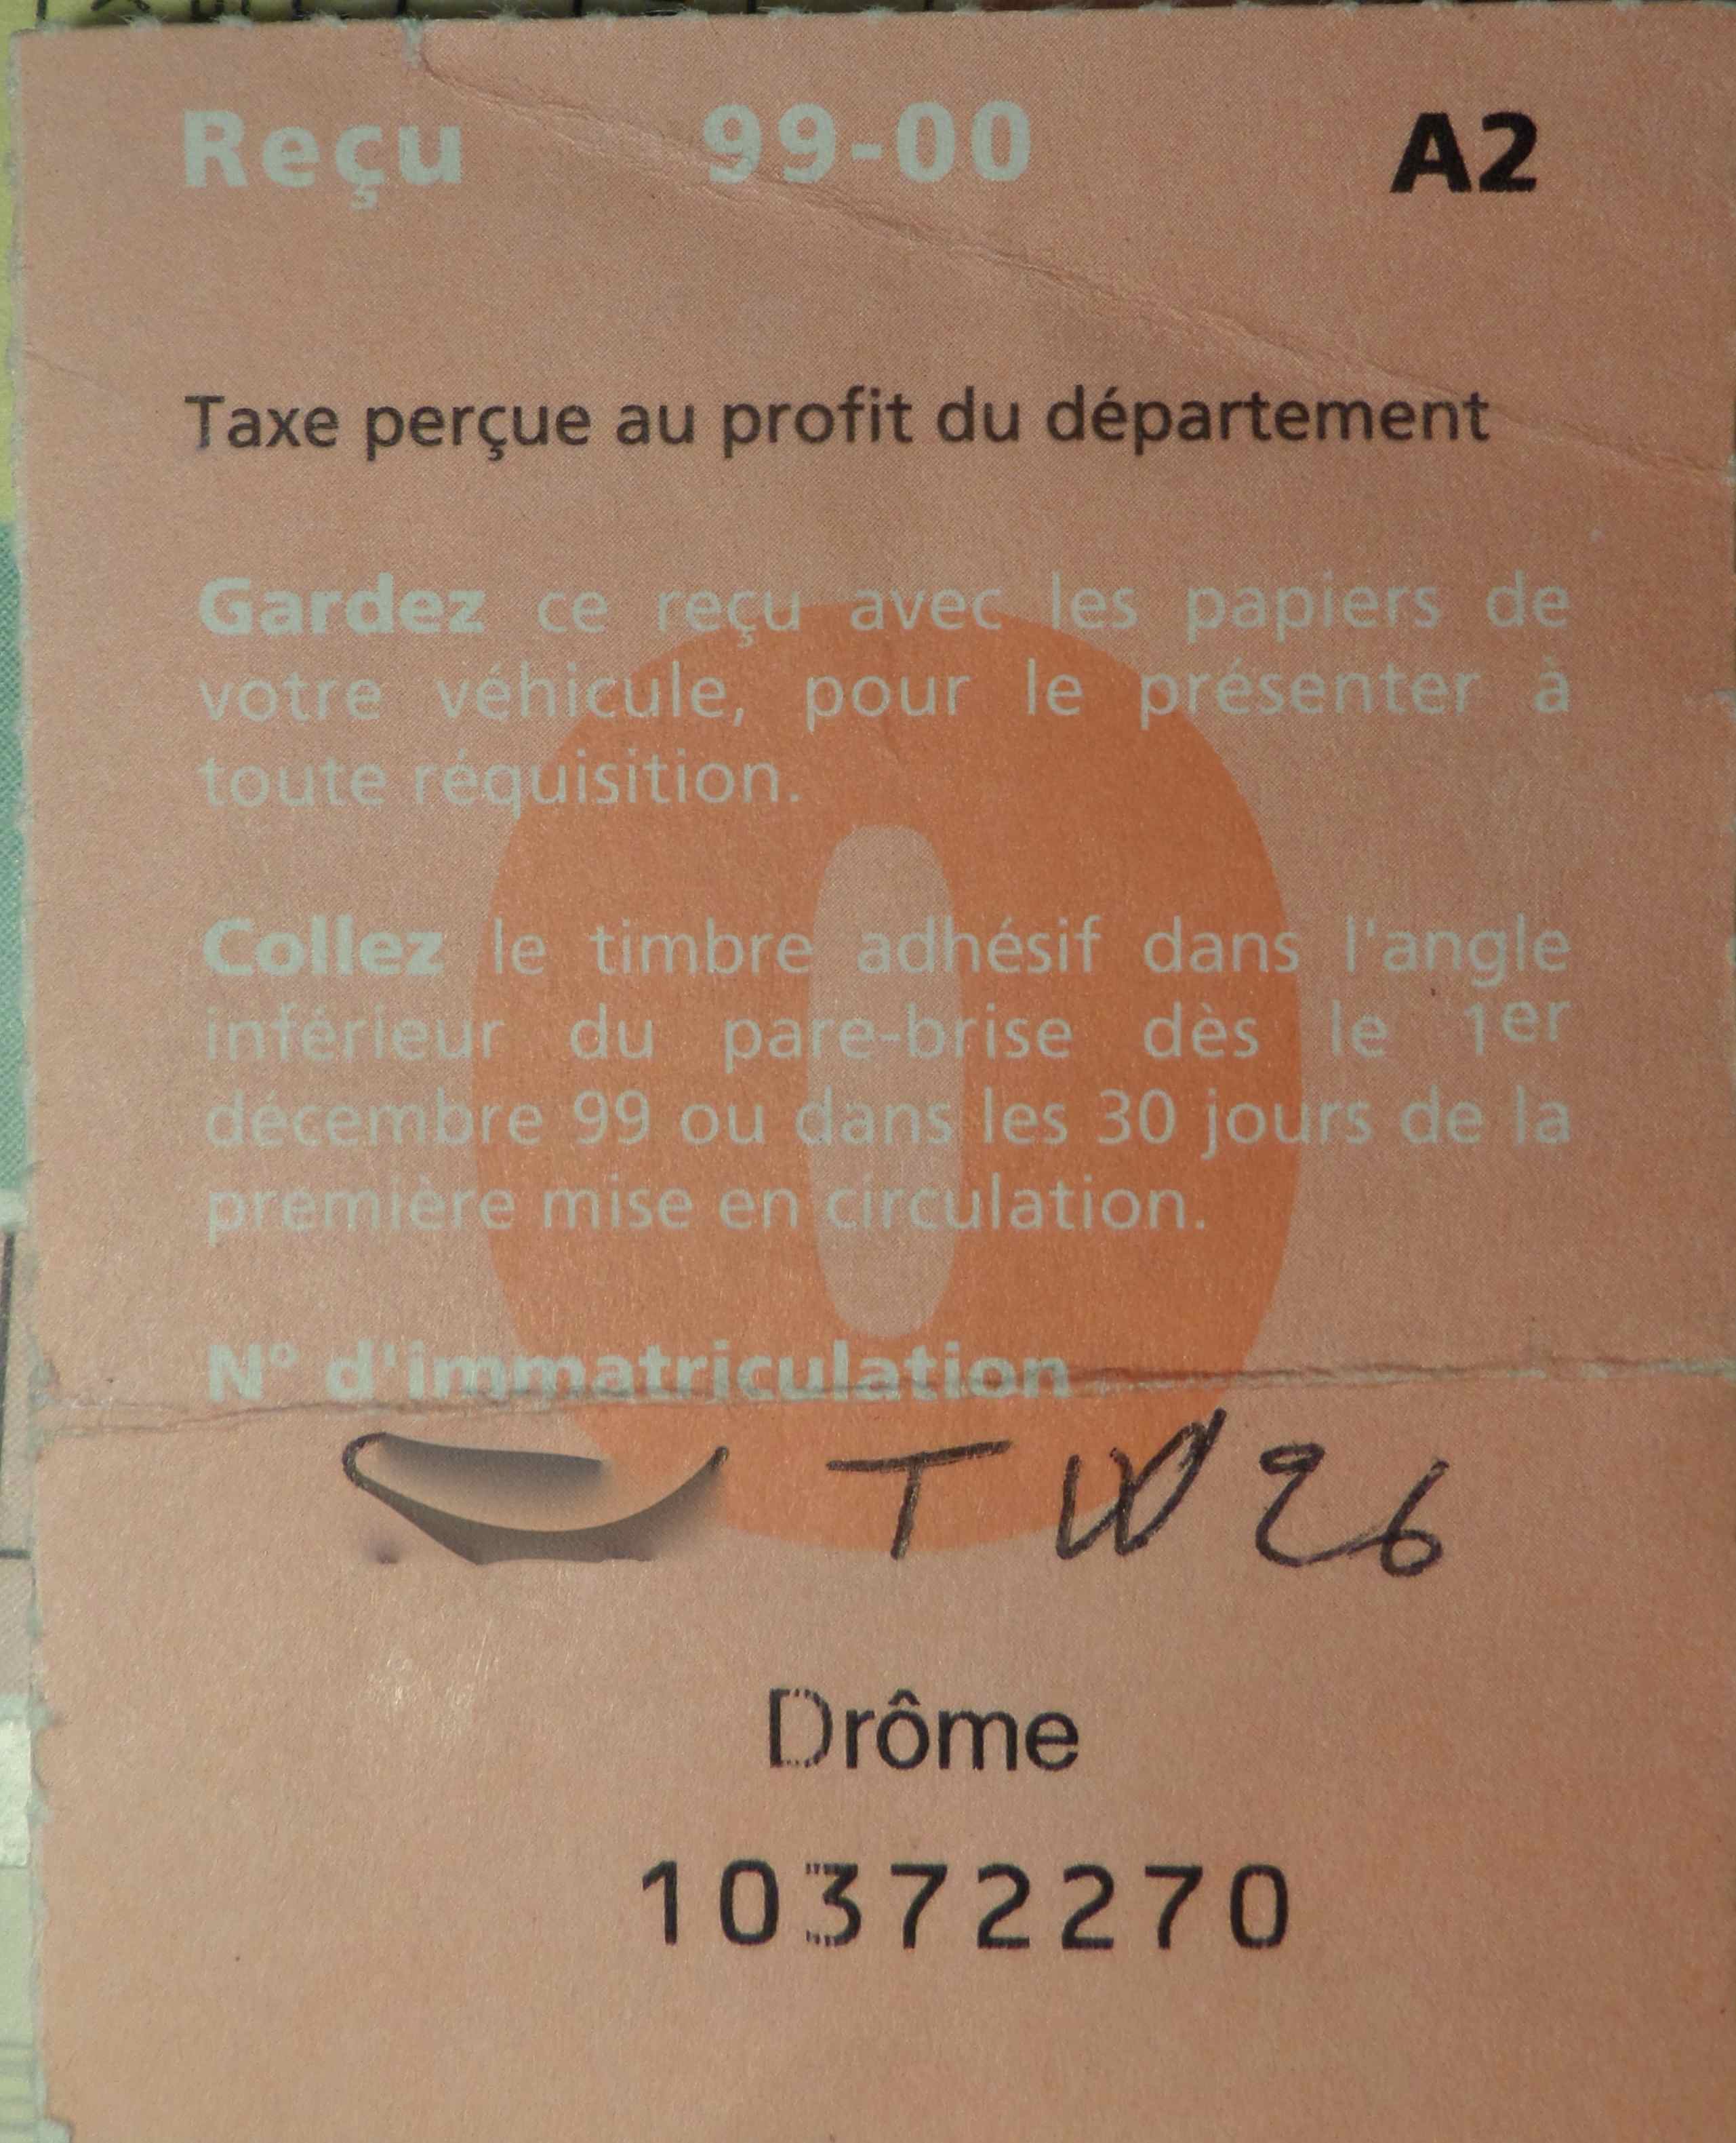 Reçu 99-00 A2
Taxe perçue au profit du département
Gardez ce reçu avec les papiers de
votre véhicule, pour le présenter à
toute réquisition.
Collez le timbre adhésif dans l'angle
inférieur du pare-brise dès le 1er
décembre 99 ou dans les 30 jours de la
première mise en circulation.
N° d'immatriculation
TW 26
Drôme
10372270